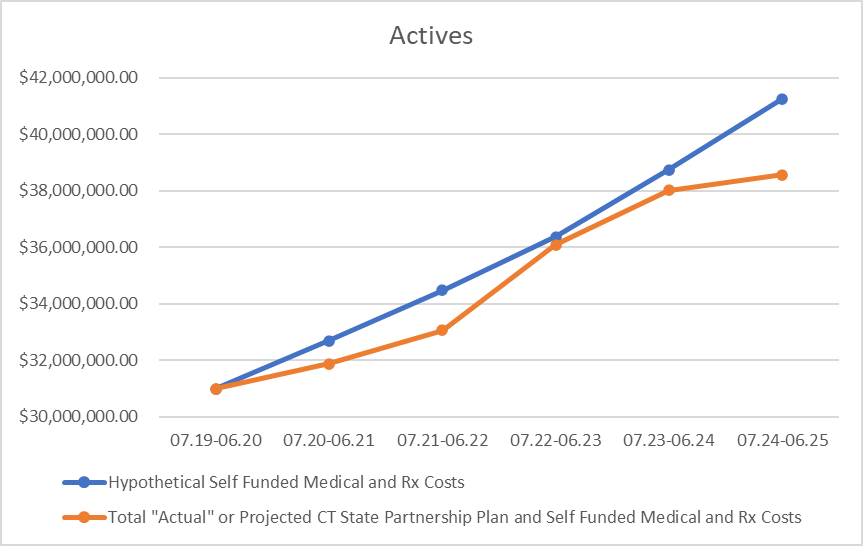 Actives
$42,000,000.00
$40,000,000.00
$38,000,000.00
$36,000,000.00
$34,000,000.00
$32,000,000.00
$30,000,000.00
07.19-06.20 07.20-06.21 07.21-06.22 07.22-06.23 07.23-06.24 07.24-06.25
Hypothetical Self Funded Medical and Rx Costs
Total "Actual" or Projected CT State Partnership Plan and Self Funded Medical and Rx Costs